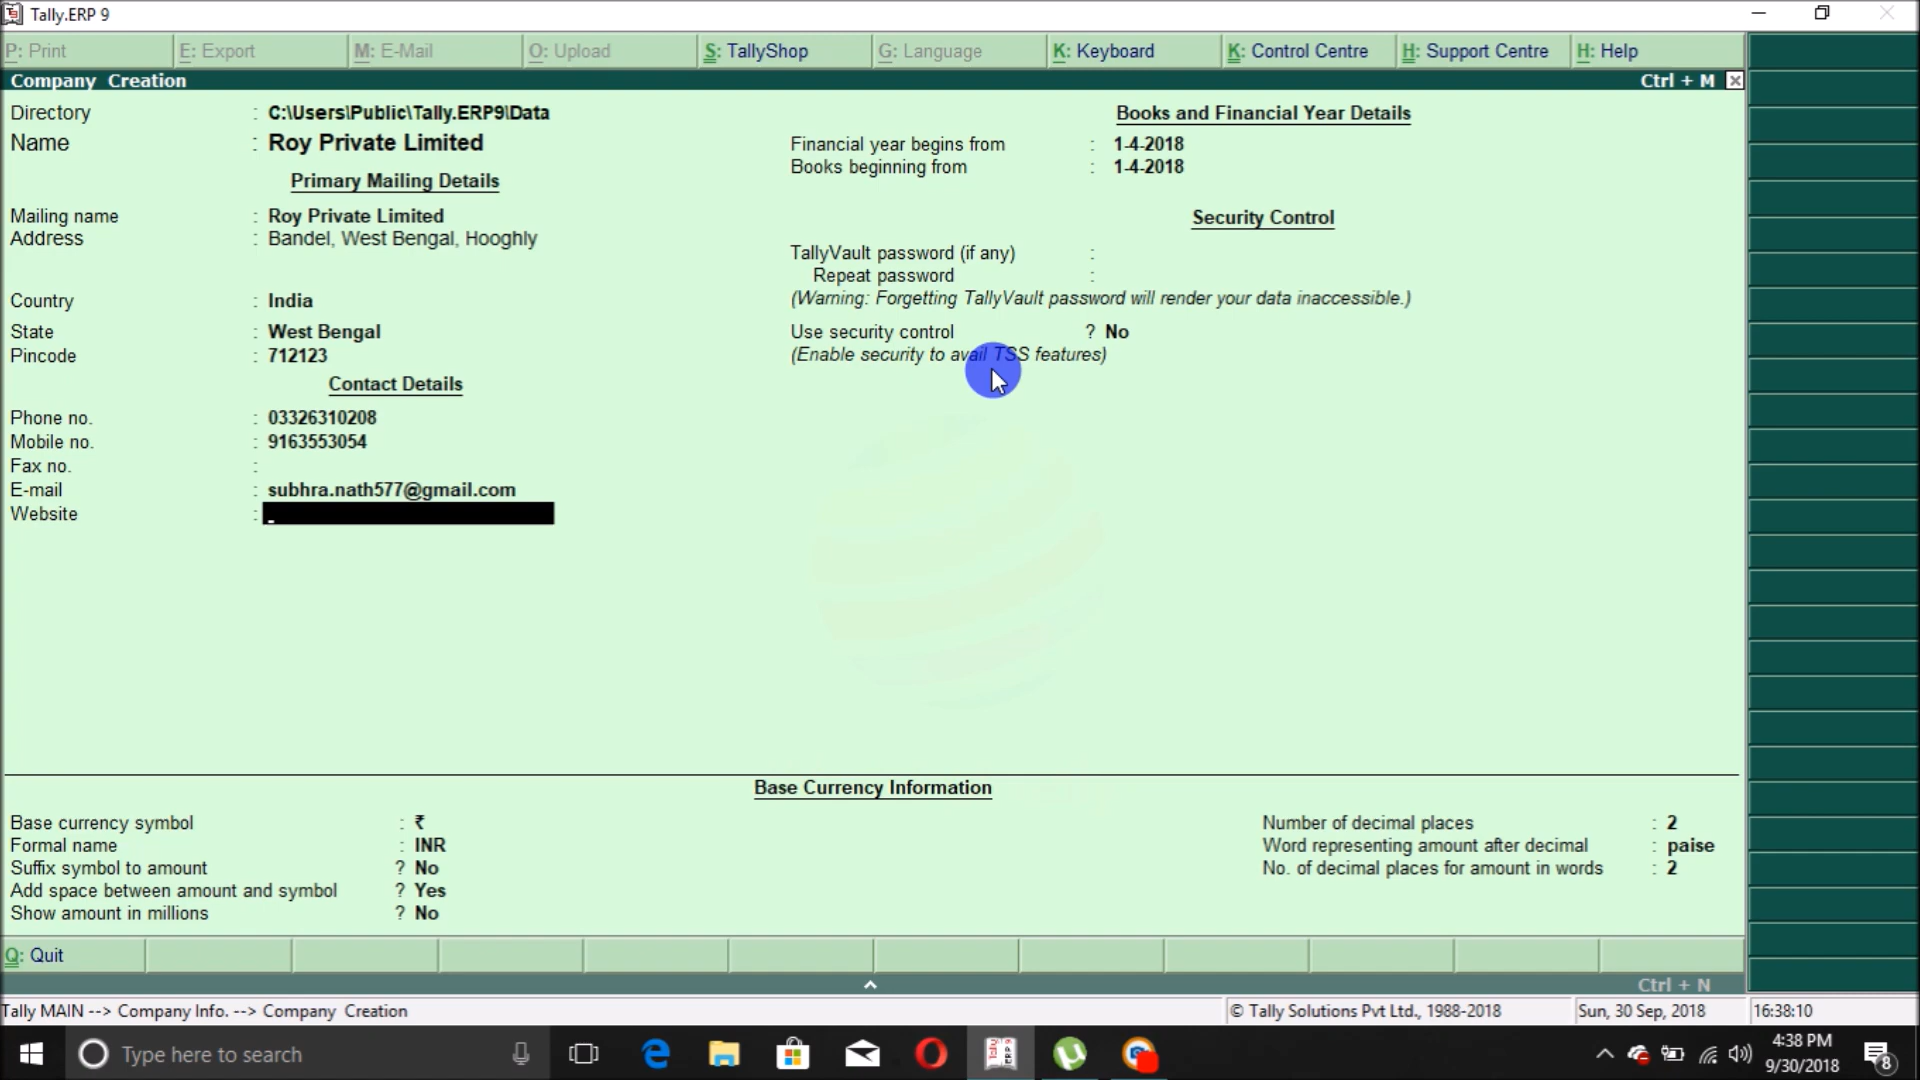 Tally.ERP 9
P: Print E: Export M: E-Mail O: Upload S: TallyShop G: Language K: Keyboard K: Control Centre H: Support Centre H: Help
Company Creation Ctrl + M
Directory : C:\Users\Public\Tally.ERP9\Data
Name : Roy Private Limited
Primary Mailing Details
Mailing name : Roy Private Limited
Address : Bandel, West Bengal, Hooghly
Country : India
State : West Bengal
Pincode : 712123
Contact Details
Phone no. : 03326310208
Mobile no. : 9163553054
Fax no. :
E-mail : subhra.nath577@gmail.com
Website :
Books and Financial Year Details
Financial year begins from : 1-4-2018
Books beginning from : 1-4-2018
Security Control
TallyVault password (if any) :
Repeat password :
(Warning: Forgetting TallyVault password will render your data inaccessible.)
Use security control ? No
(Enable security to avail TSS features)
Base Currency Information
Base currency symbol : ₹
Formal name : INR
Suffix symbol to amount ? No
Add space between amount and symbol ? Yes
Show amount in millions ? No
Number of decimal places : 2
Word representing amount after decimal : paise
No. of decimal places for amount in words : 2
Q: Quit
Ctrl + N
Tally MAIN --> Company Info. --> Company Creation © Tally Solutions Pvt Ltd., 1988-2018 Sun, 30 Sep, 2018 16:38:10
Type here to search
4:38 PM
9/30/2018
8